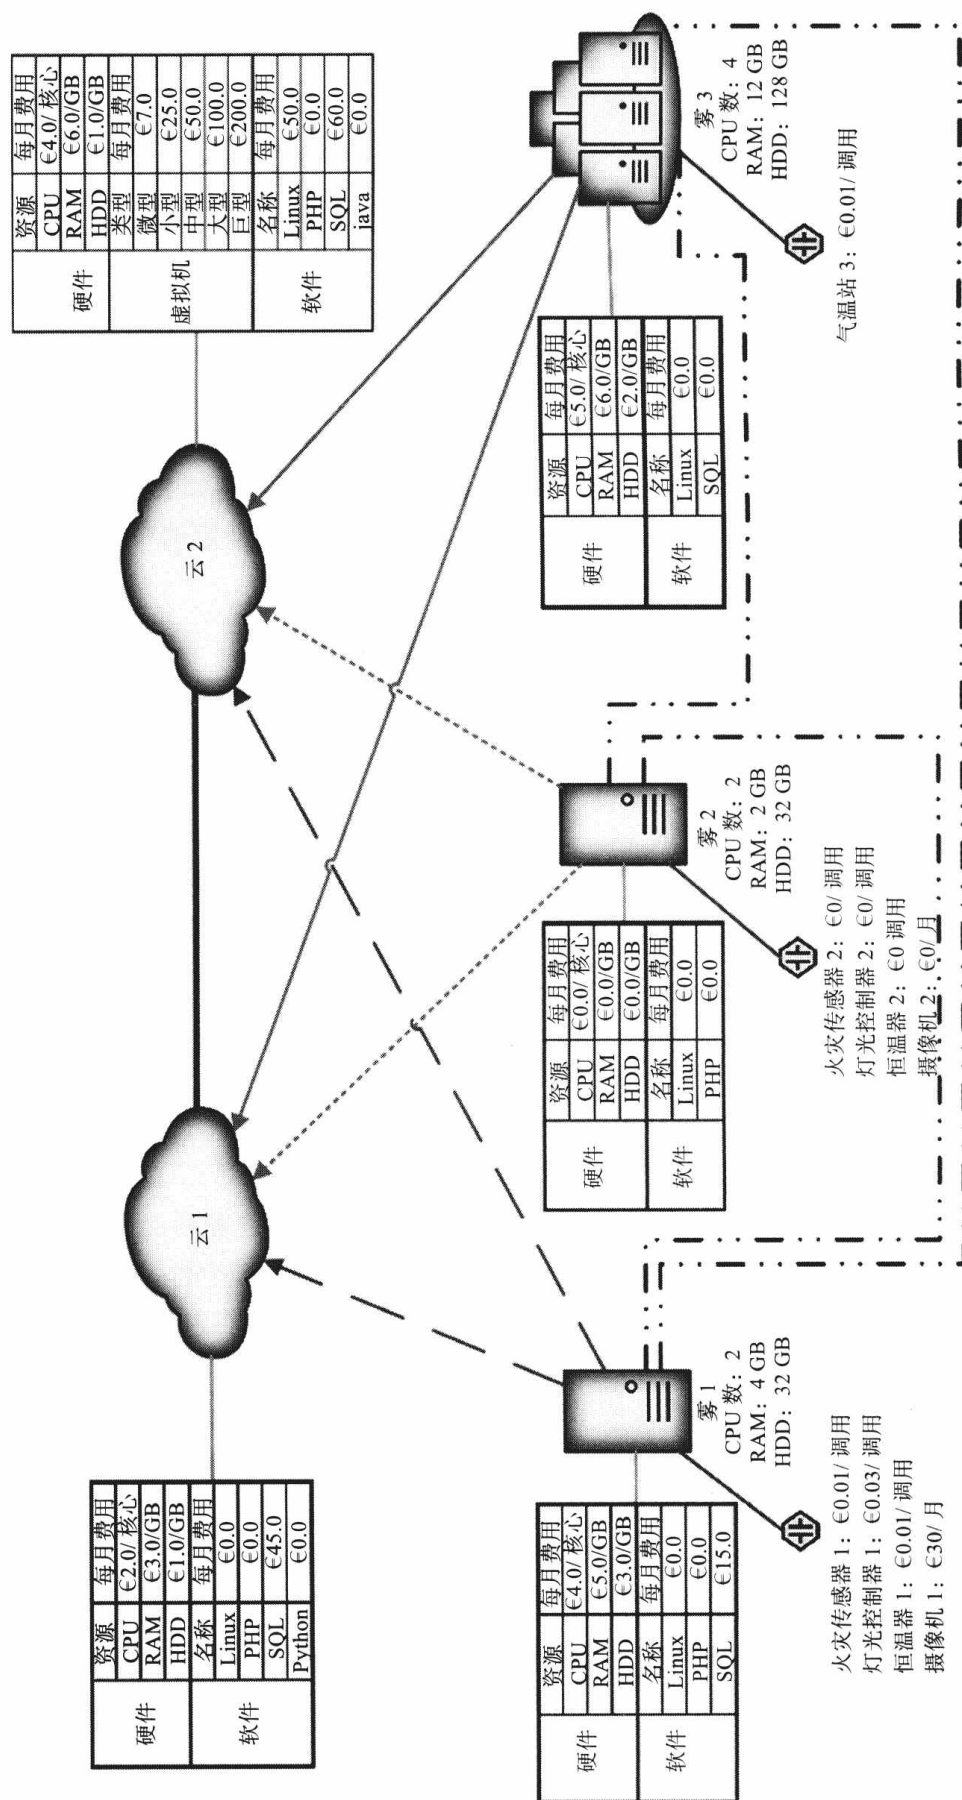 资源 每月费用
硬件 CPU €2.0/ 核心
RAM €3.0/GB
HDD €1.0/GB
软件 名称 每月费用
Linux €0.0
PHP €0.0
SQL €45.0
Python €0.0
云 1
云 2
资源 每月费用
硬件 CPU €4.0/ 核心
RAM €6.0/GB
HDD €1.0/GB
虚拟机 类型 每月费用
微型 €7.0
小型 €25.0
中型 €50.0
大型 €100.0
巨型 €200.0
软件 名称 每月费用
Linux €50.0
PHP €0.0
SQL €60.0
java €0.0
资源 每月费用
硬件 CPU €4.0/ 核心
RAM €5.0/GB
HDD €3.0/GB
软件 名称 每月费用
Linux €0.0
PHP €0.0
SQL €15.0
雾 1
CPU 数：2
RAM：4 GB
HDD：32 GB
火灾传感器 1：€0.01/ 调用
灯光控制器 1：€0.03/ 调用
恒温器 1：€0.01/ 调用
摄像机 1：€30/ 月
资源 每月费用
硬件 CPU €0.0/ 核心
RAM €0.0/GB
HDD €0.0/GB
软件 名称 每月费用
Linux €0.0
PHP €0.0
雾 2
CPU 数：2
RAM：2 GB
HDD：32 GB
火灾传感器 2：€0/ 调用
灯光控制器 2：€0/ 调用
恒温器 2：€0 调用
摄像机 2：€0/ 月
资源 每月费用
硬件 CPU €5.0/ 核心
RAM €6.0/GB
HDD €2.0/GB
软件 名称 每月费用
Linux €0.0
SQL €0.0
雾 3
CPU 数：4
RAM：12 GB
HDD：128 GB
气温站 3：€0.01/ 调用